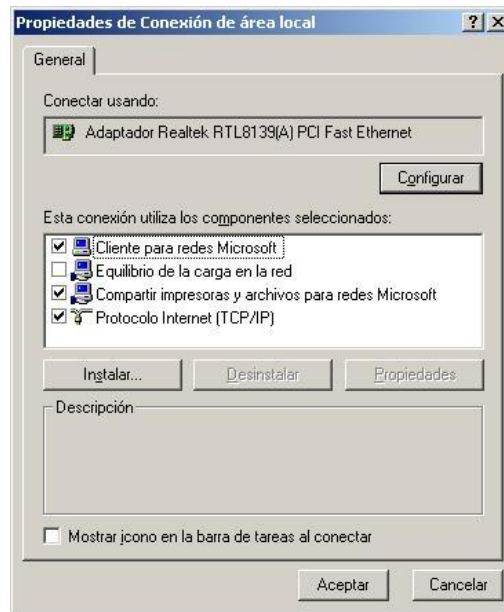 Propiedades de Conexión de área local
General
Conectar usando:
Adaptador Realtek RTL8139(A) PCI Fast Ethernet
Configurar
Esta conexión utiliza los componentes seleccionados:
Cliente para redes Microsoft
Equilibrio de la carga en la red
Compartir impresoras y archivos para redes Microsoft
Protocolo Internet (TCP/IP)
Instalar... Desinstalar Propiedades
Descripción
Mostrar icono en la barra de tareas al conectar
Aceptar Cancelar